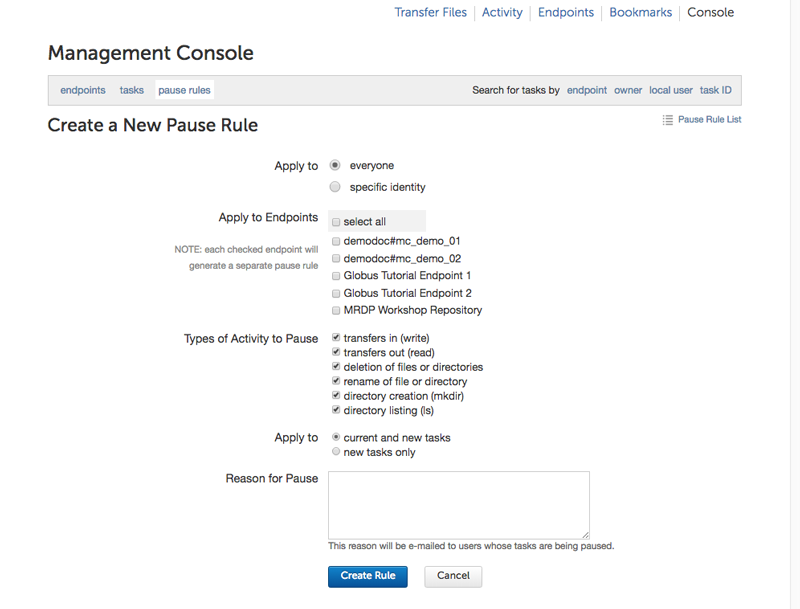 Transfer Files Activity Endpoints Bookmarks Console
Management Console
endpoints tasks pause rules Search for tasks by endpoint owner local user task ID
Create a New Pause Rule Pause Rule List
Apply to everyone
specific identity
Apply to Endpoints select all
NOTE: each checked endpoint will
generate a separate pause rule
demodoc#mc_demo_01
demodoc#mc_demo_02
Globus Tutorial Endpoint 1
Globus Tutorial Endpoint 2
MRDP Workshop Repository
Types of Activity to Pause transfers in (write)
transfers out (read)
deletion of files or directories
rename of file or directory
directory creation (mkdir)
directory listing (ls)
Apply to current and new tasks
new tasks only
Reason for Pause
This reason will be e-mailed to users whose tasks are being paused.
Create Rule Cancel